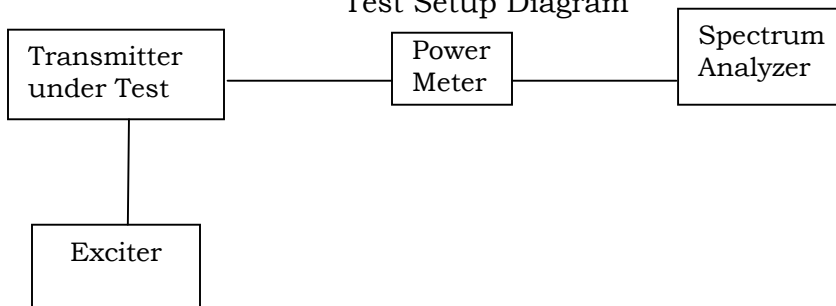 Test Setup Diagram
Transmitter
under Test
Power
Meter
Spectrum
Analyzer
Exciter